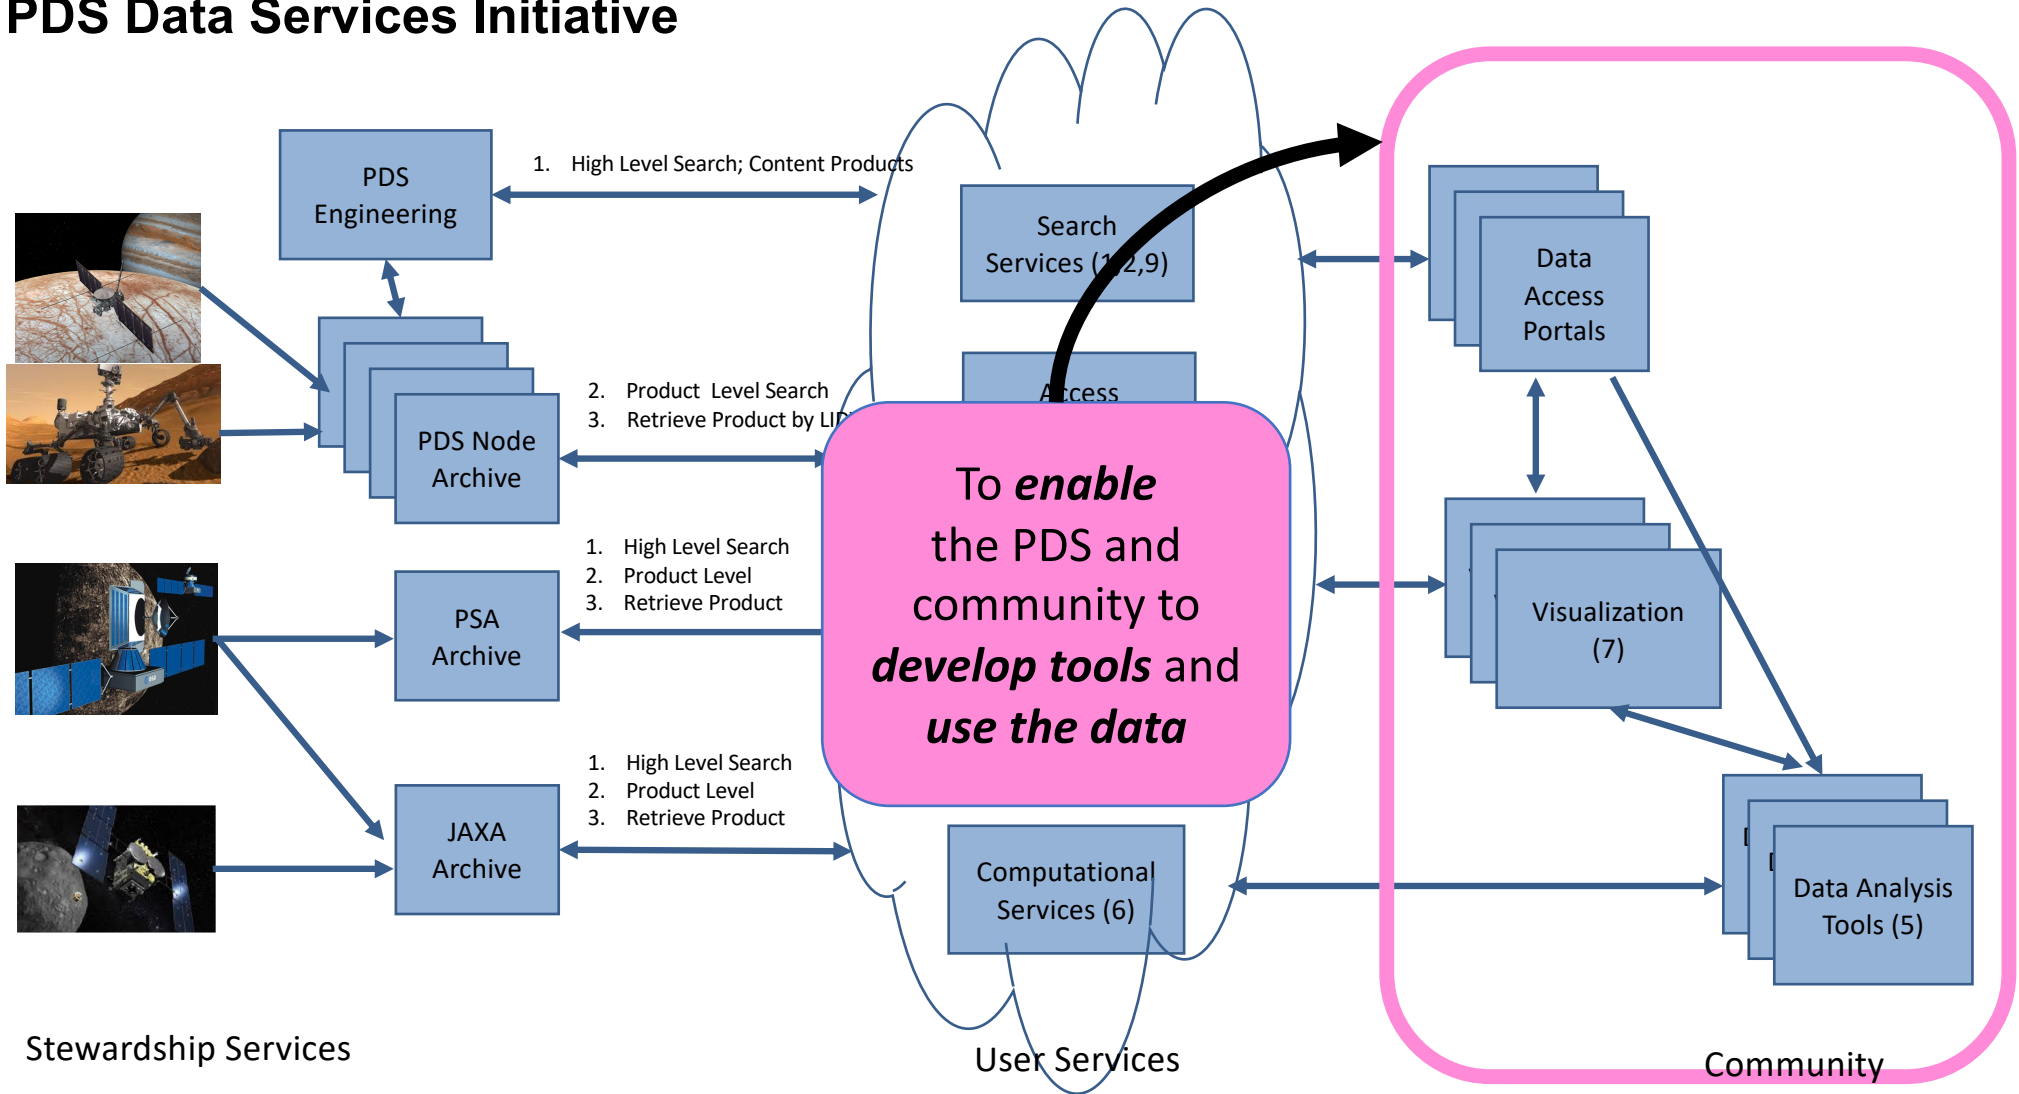 PDS Data Services Initiative
PDS
Engineering
1. High Level Search; Content Products
Search
Services (1,2,9)
Data
Access
Portals
2. Product Level Search
3. Retrieve Product by
Access
PDS Node
Archive
To enable
the PDS and
community to
develop tools and
use the data
1. High Level Search
2. Product Level
3. Retrieve Product
PSA
Archive
Visualization
(7)
1. High Level Search
2. Product Level
3. Retrieve Product
JAXA
Archive
Computational
Services (6)
Data Analysis
Tools (5)
Stewardship Services
User Services
Community